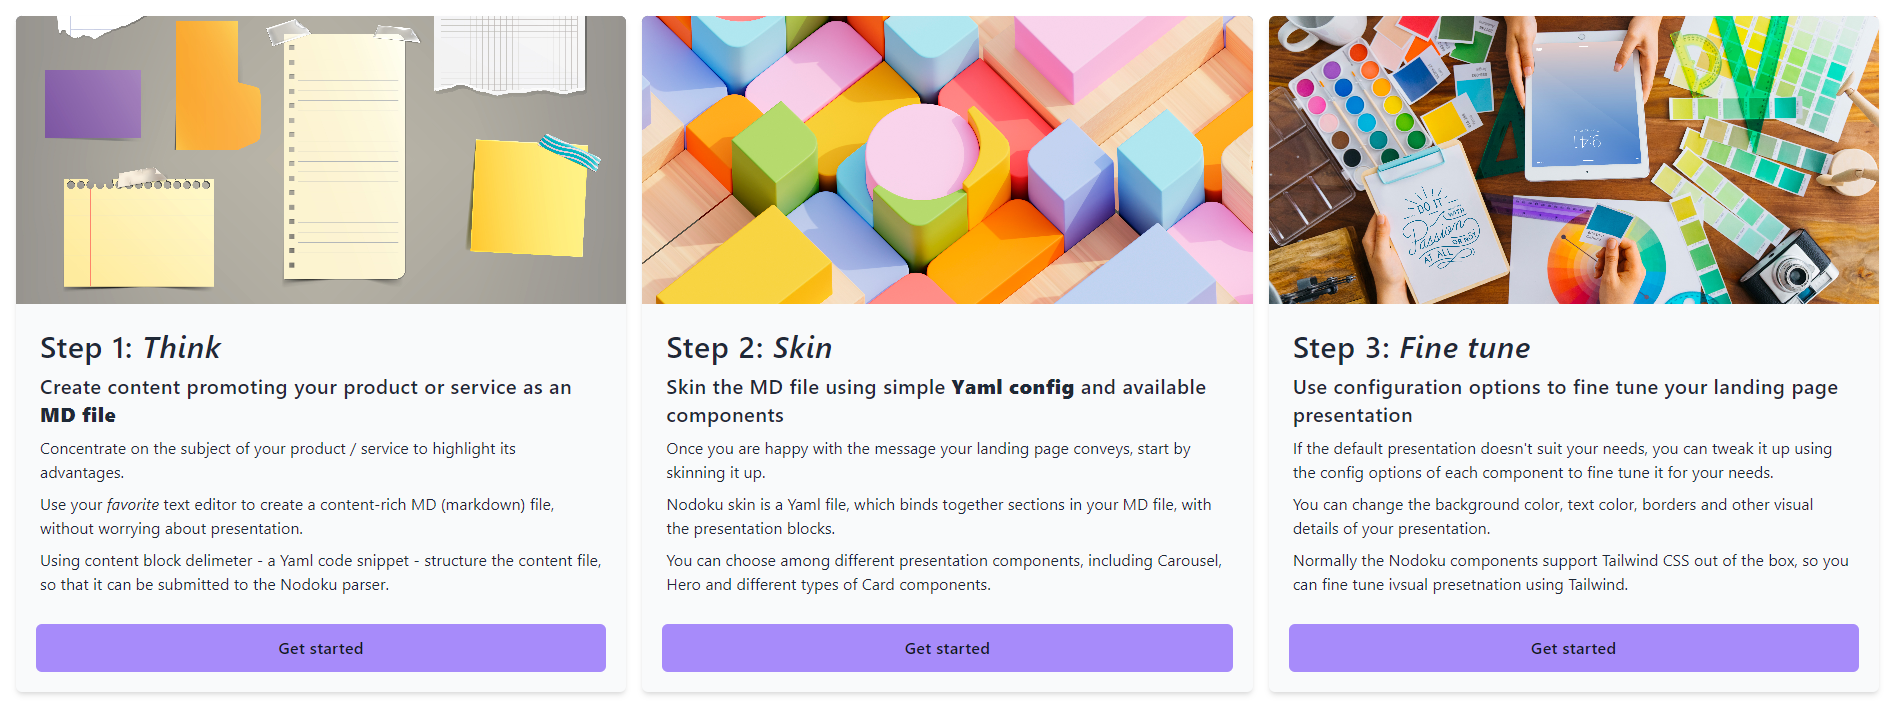 DO IT
WITH
Passion
OR NOT
AT ALL
9:41
Step 1: Think
Create content promoting your product or service as an
MD file
Concentrate on the subject of your product / service to highlight its
advantages.
Use your favorite text editor to create a content-rich MD (markdown) file,
without worrying about presentation.
Using content block delimeter - a Yaml code snippet - structure the content file,
so that it can be submitted to the Nodoku parser.
Get started
Step 2: Skin
Skin the MD file using simple Yaml config and available
components
Once you are happy with the message your landing page conveys, start by
skinning it up.
Nodoku skin is a Yaml file, which binds together sections in your MD file, with
the presentation blocks.
You can choose among different presentation components, including Carousel,
Hero and different types of Card components.
Get started
Step 3: Fine tune
Use configuration options to fine tune your landing page
presentation
If the default presentation doesn't suit your needs, you can tweak it up using
the config options of each component to fine tune it for your needs.
You can change the background color, text color, borders and other visual
details of your presentation.
Normally the Nodoku components support Tailwind CSS out of the box, so you
can fine tune ivsual presetnation using Tailwind.
Get started